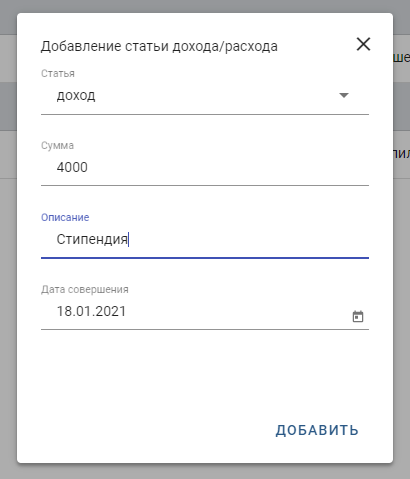 Добавление статьи дохода/расхода
Статья
доход
Сумма
4000
Описание
Стипендия
Дата совершения
18.01.2021
ДОБАВИТЬ